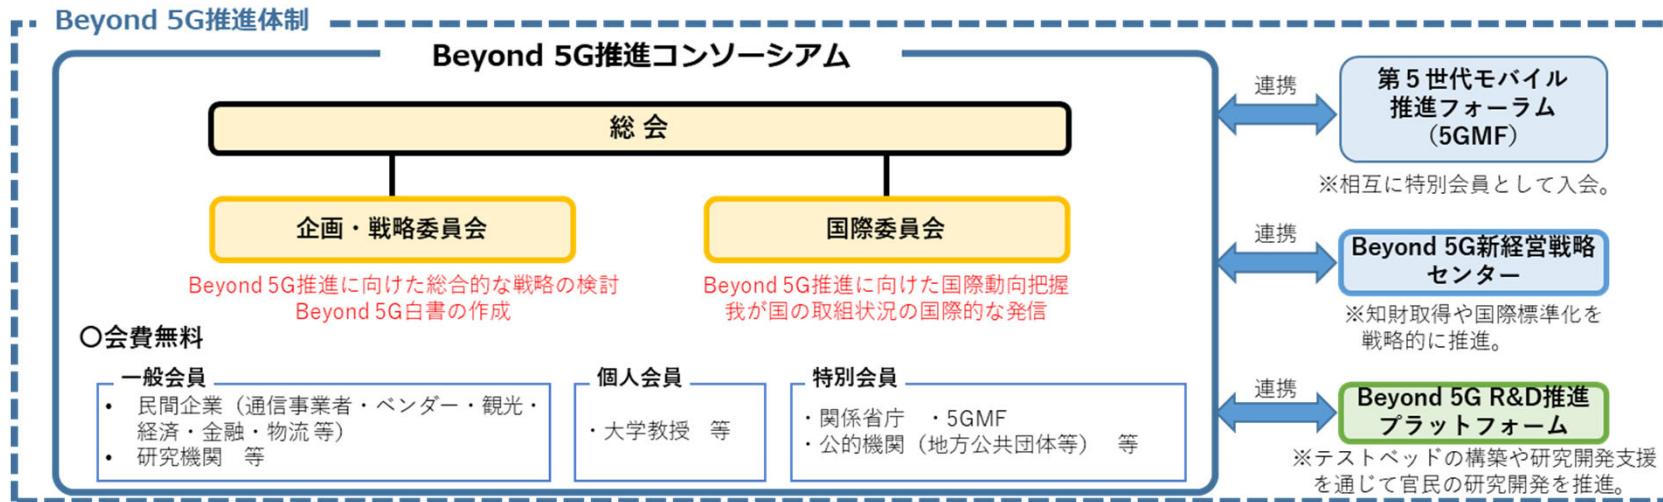 Beyond 5G推進体制
Beyond 5G推進コンソーシアム
総 会
企画・戦略委員会
Beyond 5G推進に向けた総合的な戦略の検討
Beyond 5G白書の作成
国際委員会
Beyond 5G推進に向けた国際動向把握
我が国の取組状況の国際的な発信
〇会費無料
一般会員
• 民間企業（通信事業者・ベンダー・観光・
経済・金融・物流 等）
• 研究機関　等
個人会員
・大学教授　等
特別会員
・関係省庁　・5GMF
・公的機関（地方公共団体等）　等
連携
第５世代モバイル
推進フォーラム
（5GMF）
※相互に特別会員として入会。
連携
Beyond 5G新経営戦略
センター
※知財取得や国際標準化を
戦略的に推進。
連携
Beyond 5G R&D推進
プラットフォーム
※テストベッドの構築や研究開発支援
を通じて官民の研究開発を推進。